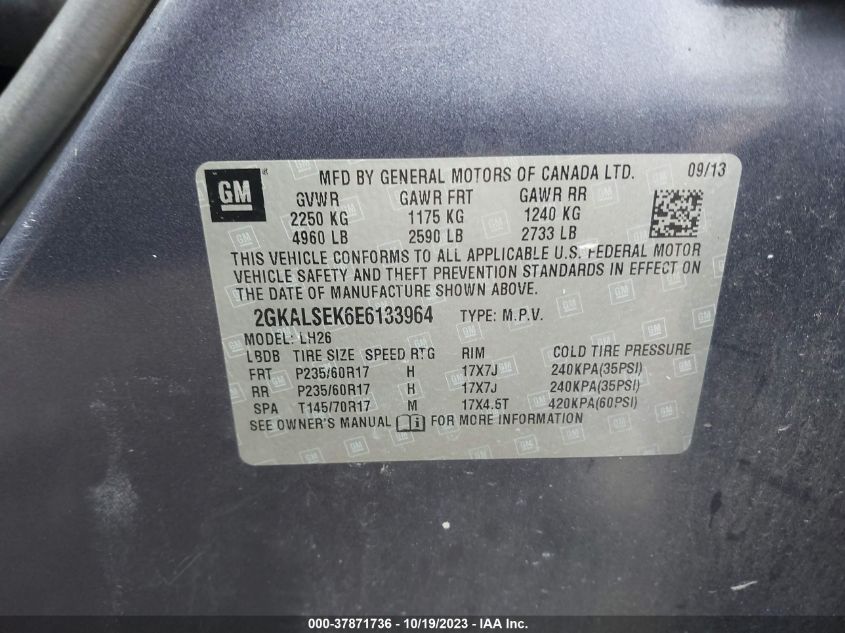 GM MFD BY GENERAL MOTORS OF CANADA LTD. 09/13
GVWR GAWR FRT GAWR RR
2250 KG 1175 KG 1240 KG
4960 LB 2590 LB 2733 LB
THIS VEHICLE CONFORMS TO ALL APPLICABLE U.S. FEDERAL MOTOR
VEHICLE SAFETY AND THEFT PREVENTION STANDARDS IN EFFECT ON
THE DATE OF MANUFACTURE SHOWN ABOVE.
2GKALSEK6E6133964 TYPE: M.P.V.
MODEL: LH26
LBDB TIRE SIZE SPEED RTG RIM COLD TIRE PRESSURE
FRT P235/60R17 H 17X7J 240KPA(35PSI)
RR P235/60R17 H 17X7J 240KPA(35PSI)
SPA T145/70R17 M 17X4.5T 420KPA(60PSI)
SEE OWNER'S MANUAL FOR MORE INFORMATION
000-37871736 - 10/19/2023 - IAA Inc.